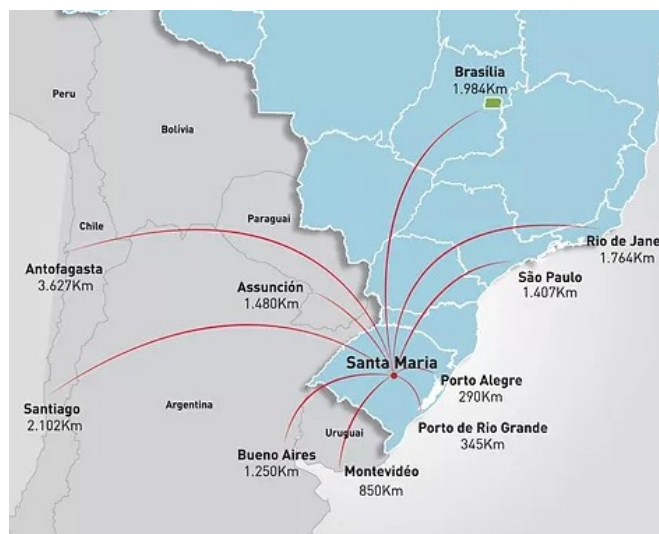 Brasília
1.984Km
Peru
Bolívia
Chile
Paraguai
Antofagasta
3.627Km
Assunción
1.480Km
Rio de Jane
1.764Km
São Paulo
1.407Km
Santa Maria
Porto Alegre
290Km
Santiago
2.102Km
Argentina
Uruguai
Porto de Rio Grande
345Km
Bueno Aires
1.250Km
Montevidéo
850Km